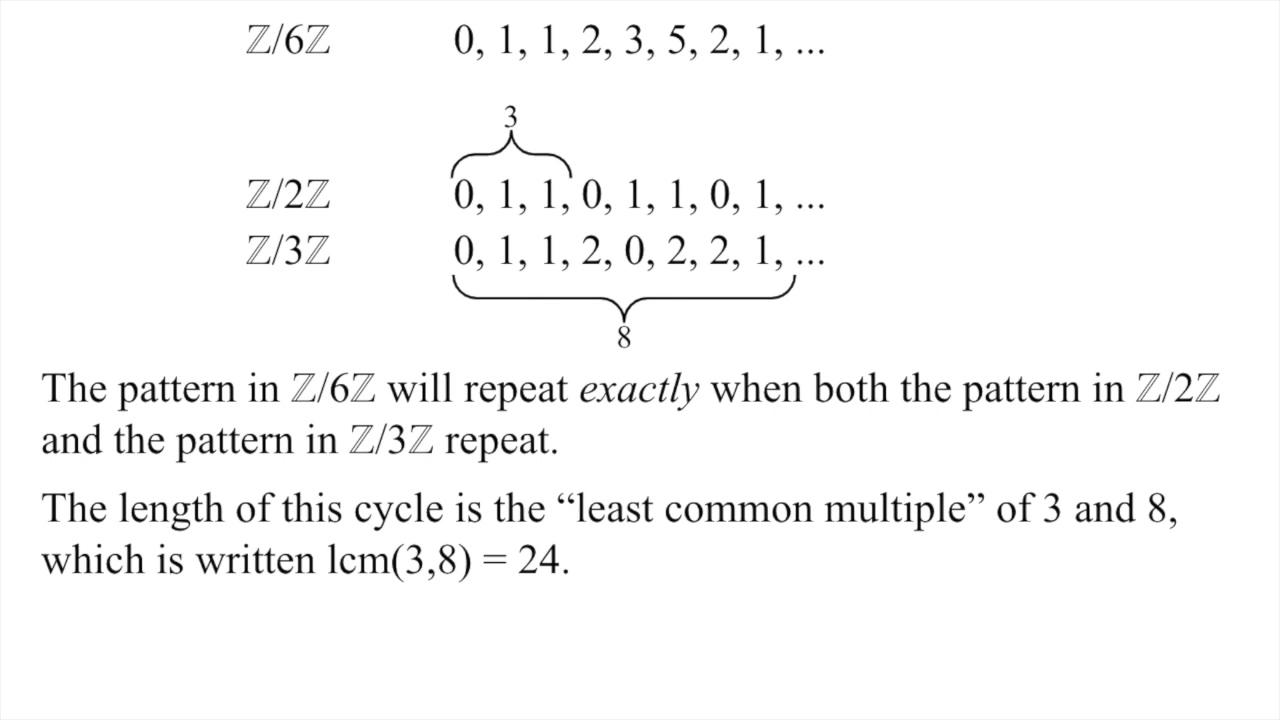 ℤ/6ℤ 0, 1, 1, 2, 3, 5, 2, 1, ...
3
ℤ/2ℤ 0, 1, 1, 0, 1, 1, 0, 1, ...
ℤ/3ℤ 0, 1, 1, 2, 0, 2, 2, 1, ...
8
The pattern in ℤ/6ℤ will repeat exactly when both the pattern in ℤ/2ℤ
and the pattern in ℤ/3ℤ repeat.
The length of this cycle is the “least common multiple” of 3 and 8,
which is written lcm(3,8) = 24.